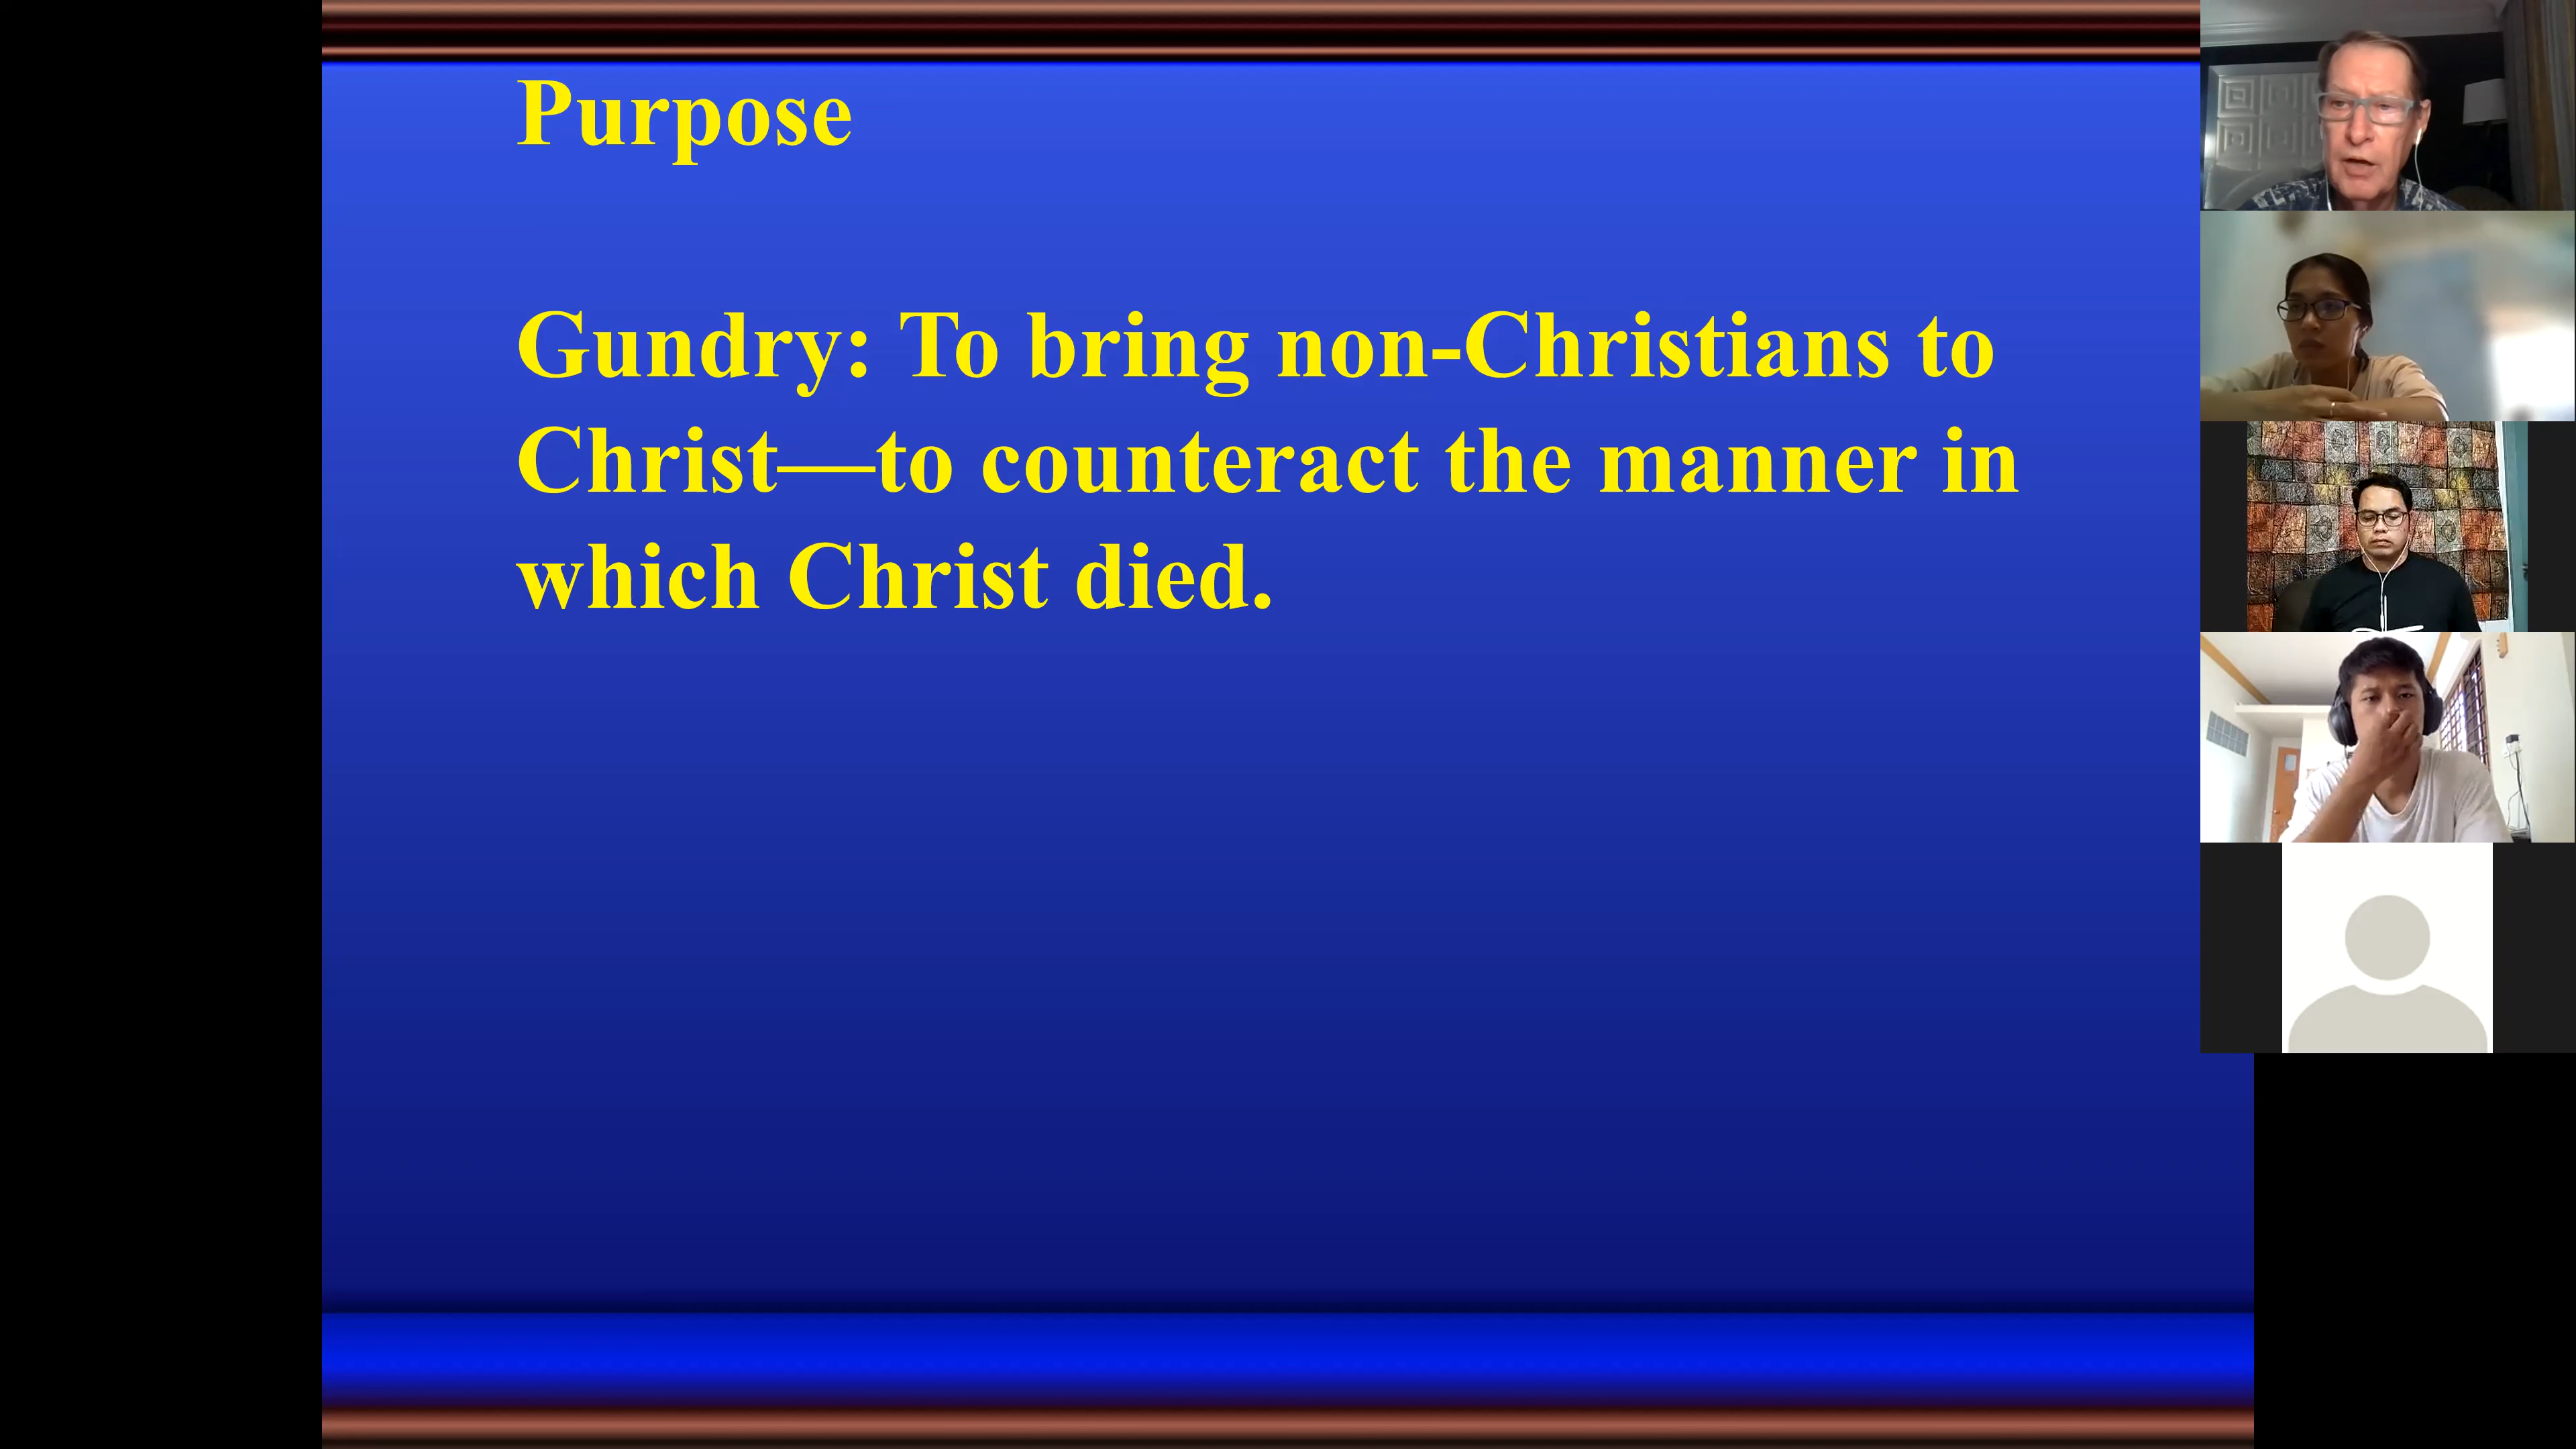 Purpose
Gundry: To bring non-Christians to
Christ—to counteract the manner in
which Christ died.